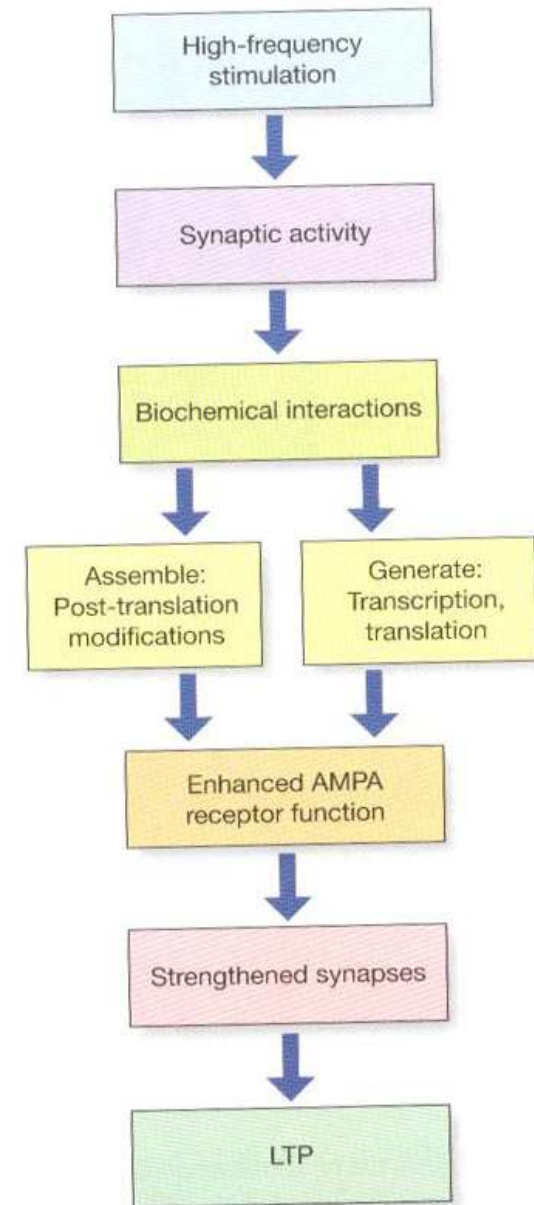 High-frequency
stimulation
Synaptic activity
Biochemical interactions
Assemble:
Post-translation
modifications
Generate:
Transcription,
translation
Enhanced AMPA
receptor function
Strengthened synapses
LTP